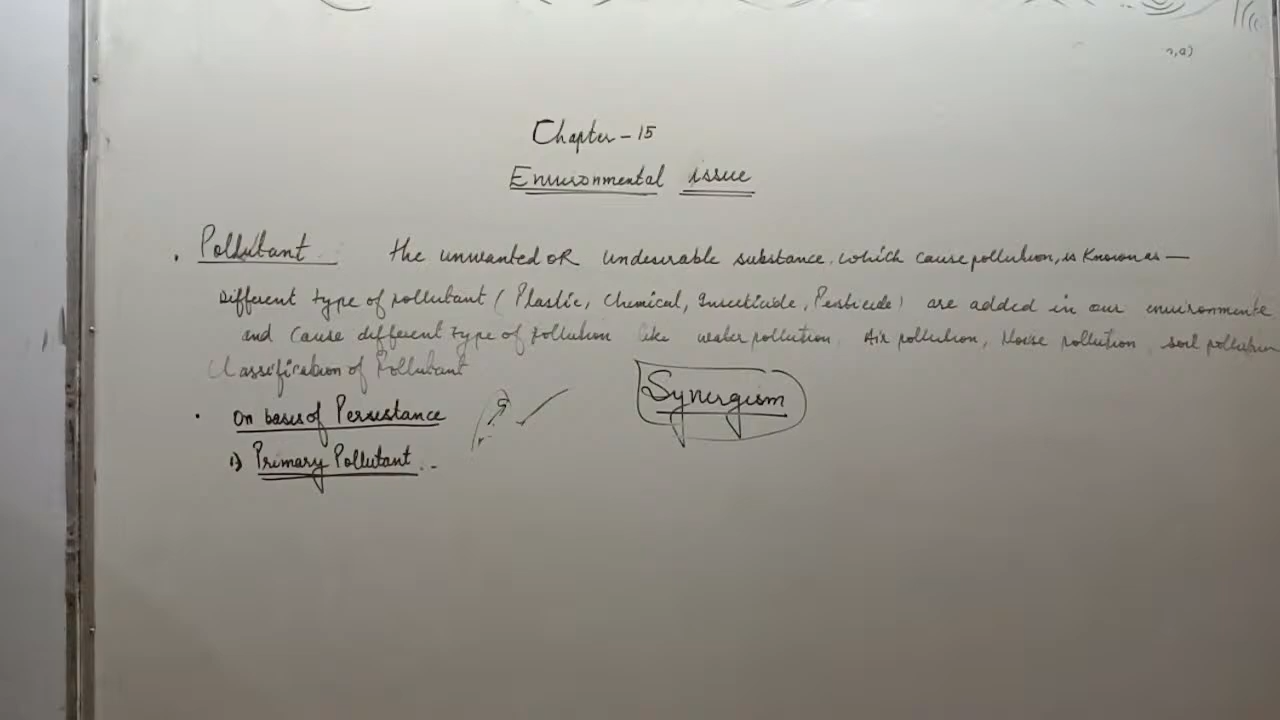 Chapter - 15
Environmental issue
. Pollutant the unwanted OR undesirable substance which cause pollution, is known as —
Different type of pollutant ( Plastic, Chemical, Insecticide, Pesticide) are added in our environmente
and cause different type of pollution like water pollution, Air pollution, Noise pollution, soil pollution
Classification of Pollutant
Synergism
. On basis of Persistance
1) Primary Pollutant . -